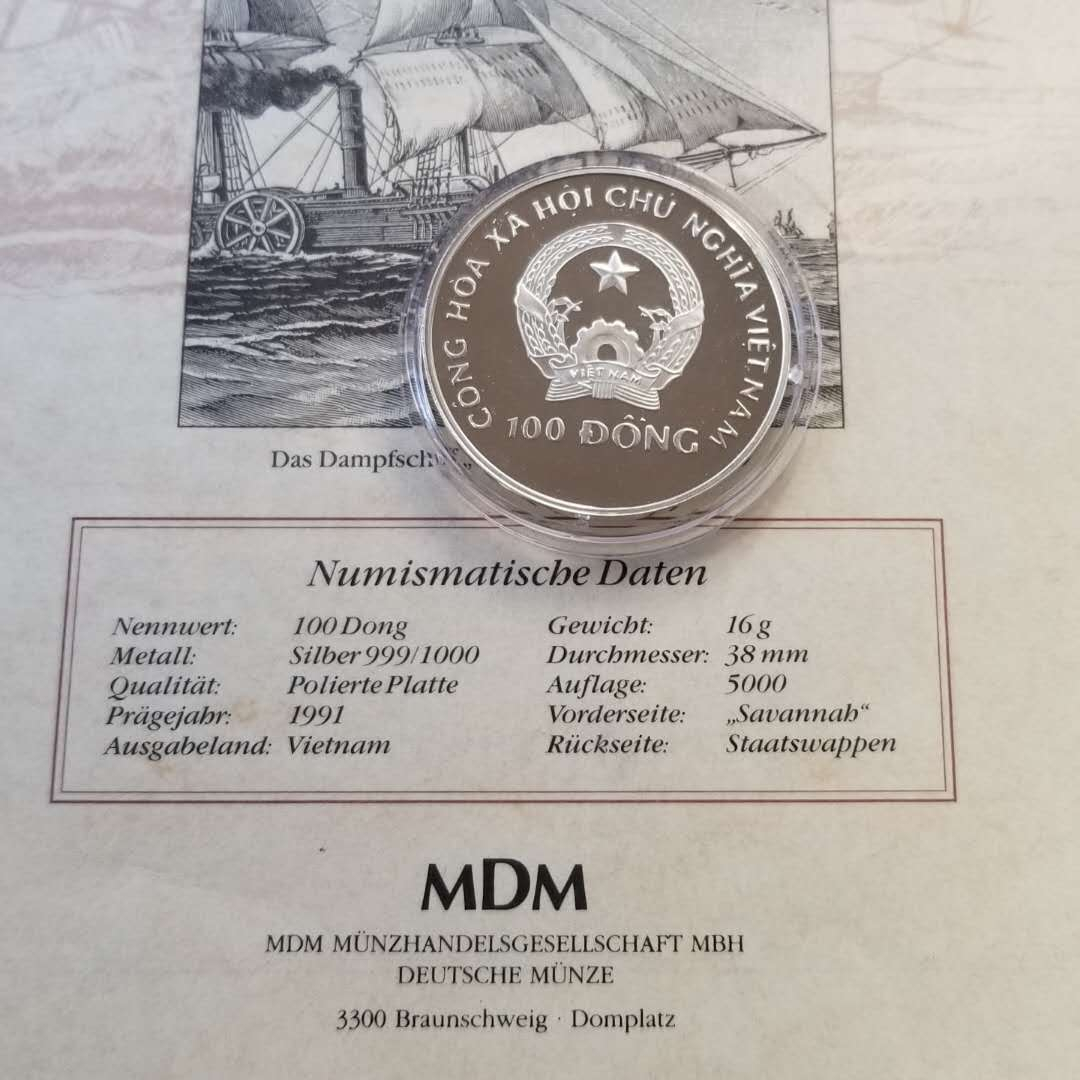 CỘNG HÒA XÃ HỘI CHỦ NGHĨA VIỆT NAM
VIỆT NAM
100 ĐỒNG
Das Dampfschiff „
Numismatische Daten
Nennwert: 100 Dong Gewicht: 16 g
Metall: Silber 999/1000 Durchmesser: 38 mm
Qualität: Polierte Platte Auflage: 5000
Prägejahr: 1991 Vorderseite: „Savannah“
Ausgabeland: Vietnam Rückseite: Staatswappen
MDM
MDM MÜNZHANDELSGESELLSCHAFT MBH
DEUTSCHE MÜNZE
3300 Braunschweig · Domplatz